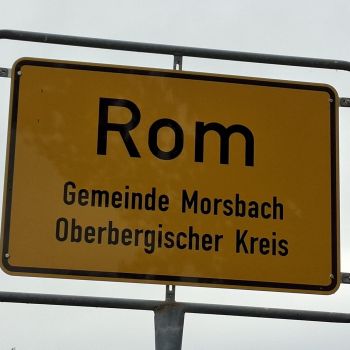 Rom
Gemeinde Morsbach
Oberbergischer Kreis